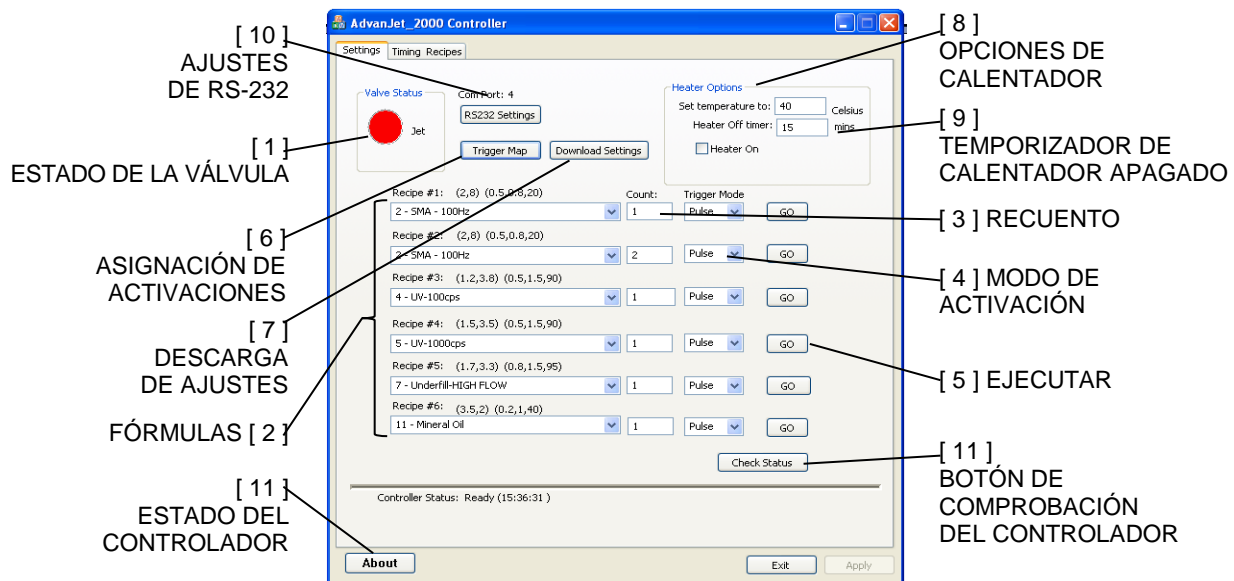 [ 10 ]
AJUSTES
DE RS-232
[ 1 ]
ESTADO DE LA VÁLVULA
[ 6 ]
ASIGNACIÓN DE
ACTIVACIONES
[ 7 ]
DESCARGA
DE AJUSTES
FÓRMULAS [ 2 ]
[ 11 ]
ESTADO DEL
CONTROLADOR
AdvanJet_2000 Controller
Settings Timing Recipes
Valve Status
Jet
Com Port: 4
RS232 Settings
Trigger Map Download Settings
Heater Options
Set temperature to: 40 Celsius
Heater Off timer: 15 mins
Heater On
Recipe #1: (2,8) (0.5,0.8,20) Count: Trigger Mode
2 - SMA - 100Hz 1 Pulse GO
Recipe #2: (2,8) (0.5,0.8,20)
2 - SMA - 100Hz 2 Pulse GO
Recipe #3: (1.2,3.8) (0.5,1.5,90)
4 - UV-100cps 1 Pulse GO
Recipe #4: (1.5,3.5) (0.5,1.5,90)
5 - UV-1000cps 1 Pulse GO
Recipe #5: (1.7,3.3) (0.8,1.5,95)
7 - Underfill-HIGH FLOW 1 Pulse GO
Recipe #6: (3.5,2) (0.2,1,40)
11 - Mineral Oil 1 Pulse GO
Check Status
Controller Status: Ready (15:36:31 )
About Exit Apply
[ 8 ]
OPCIONES DE
CALENTADOR
[ 9 ]
TEMPORIZADOR DE
CALENTADOR APAGADO
[ 3 ] RECUENTO
[ 4 ] MODO DE
ACTIVACIÓN
[ 5 ] EJECUTAR
[ 11 ]
BOTÓN DE
COMPROBACIÓN
DEL CONTROLADOR